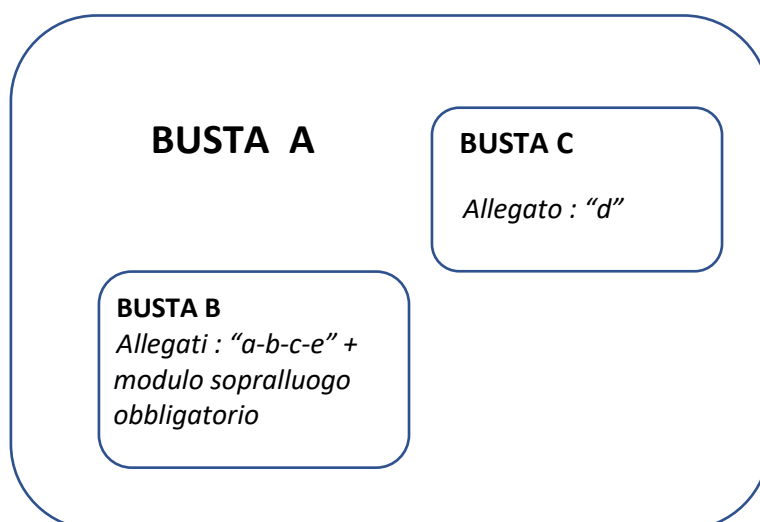 BUSTA A
BUSTA C
Allegato : “d”
BUSTA B
Allegati : “a-b-c-e” +
modulo sopralluogo
obbligatorio